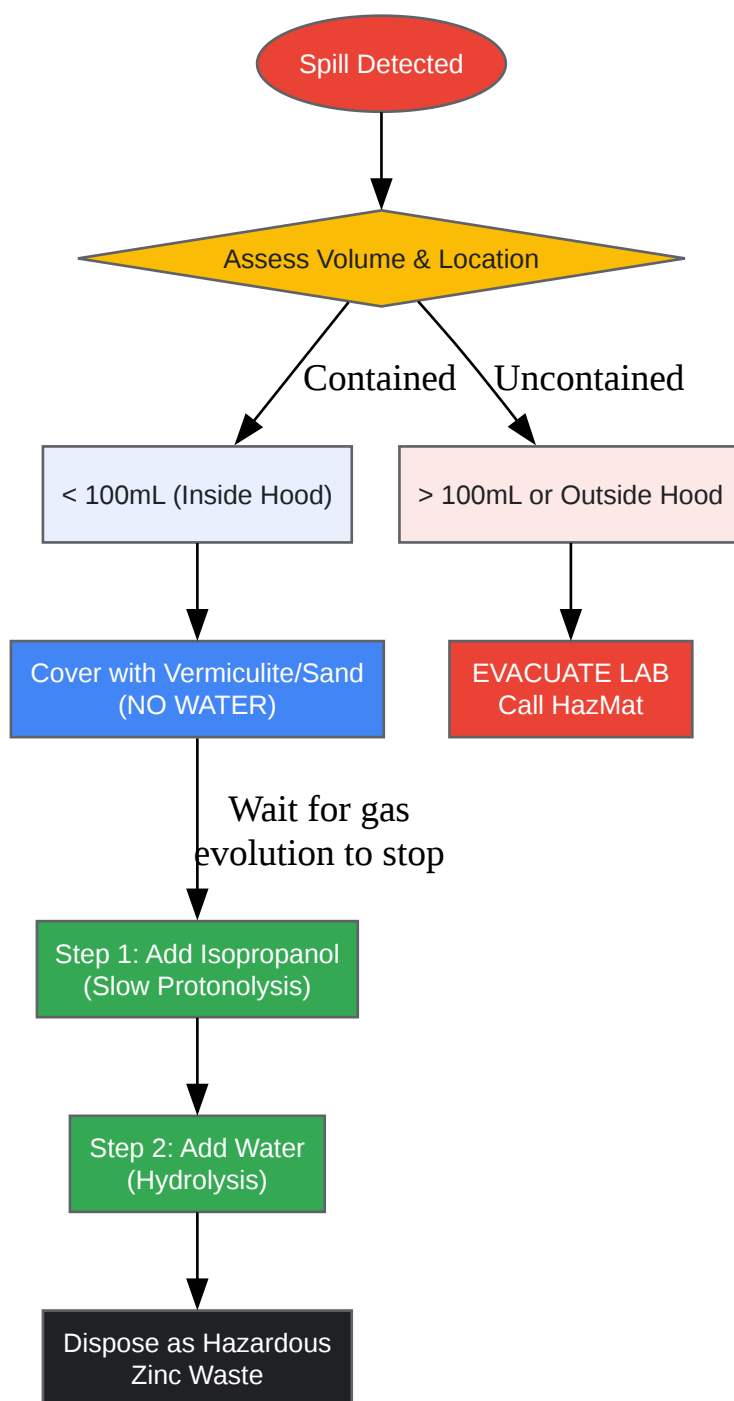 Spill Detected
Assess Volume & Location
Contained
Uncontained
< 100mL (Inside Hood)
> 100mL or Outside Hood
Cover with Vermiculite/Sand
(NO WATER)
EVACUATE LAB
Call HazMat
Wait for gas
evolution to stop
Step 1: Add Isopropanol
(Slow Protonolysis)
Step 2: Add Water
(Hydrolysis)
Dispose as Hazardous
Zinc Waste